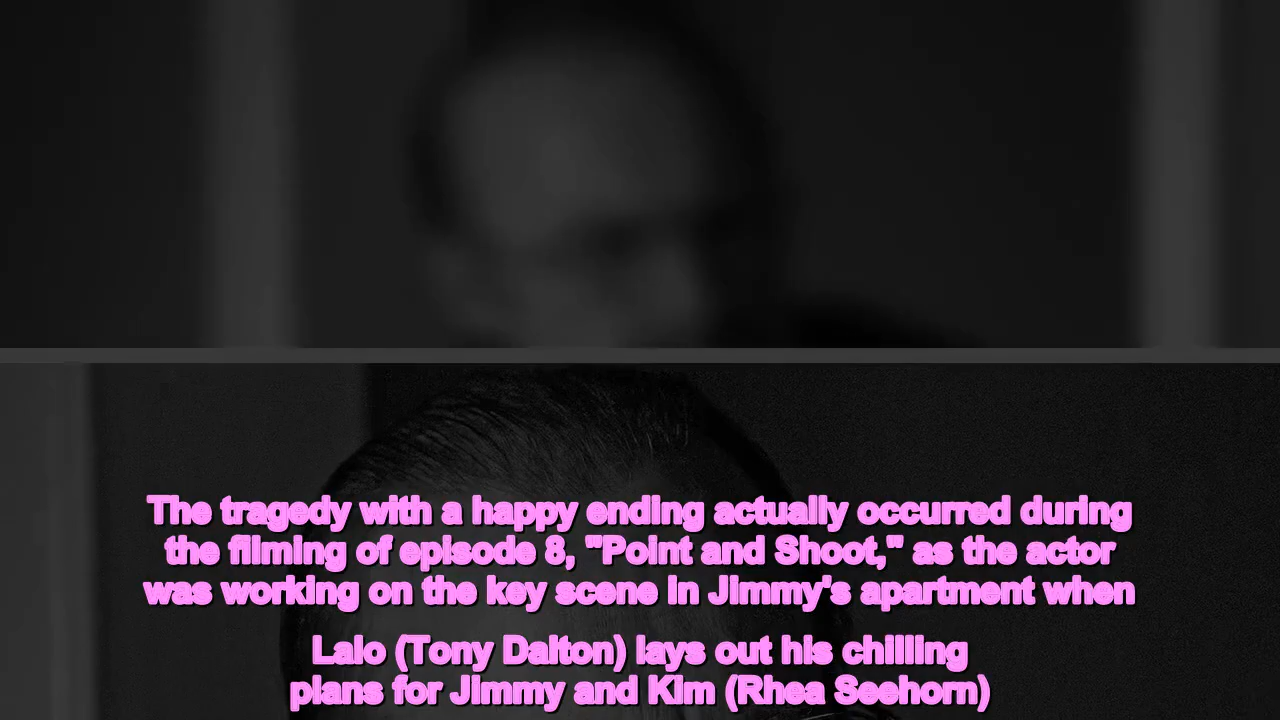 The tragedy with a happy ending actually occurred during
the filming of episode 8, "Point and Shoot," as the actor
was working on the key scene in Jimmy's apartment when
Lalo (Tony Dalton) lays out his chilling
plans for Jimmy and Kim (Rhea Seehorn)